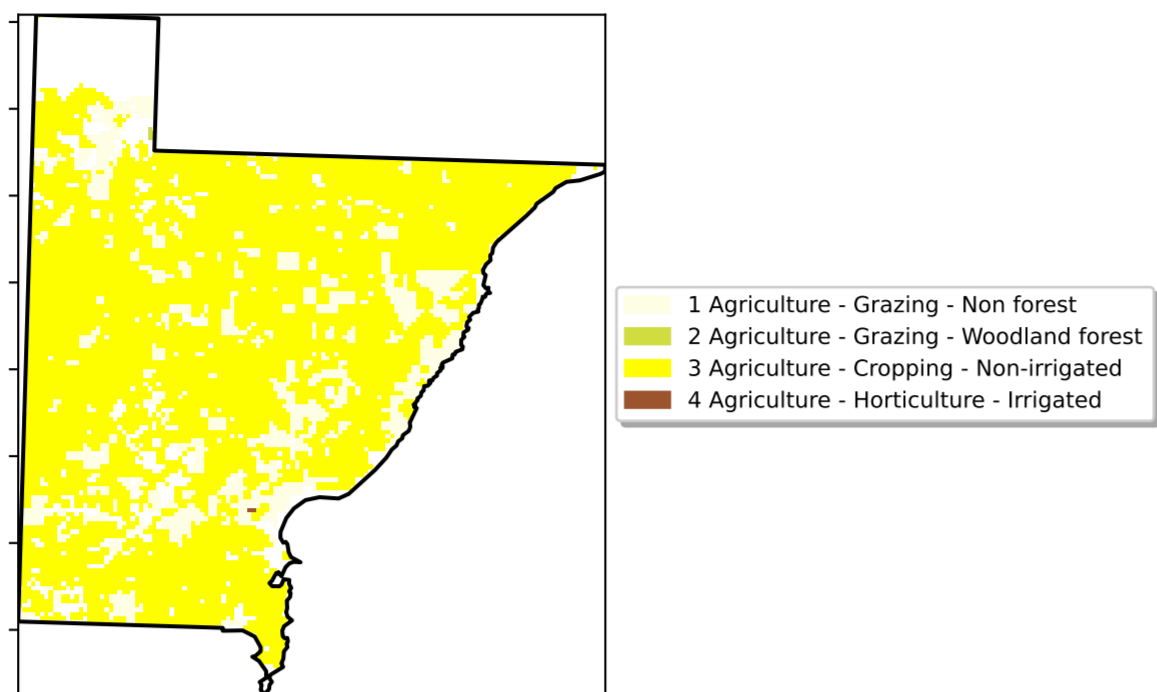 1 Agriculture - Grazing - Non forest
2 Agriculture - Grazing - Woodland forest
3 Agriculture - Cropping - Non-irrigated
4 Agriculture - Horticulture - Irrigated